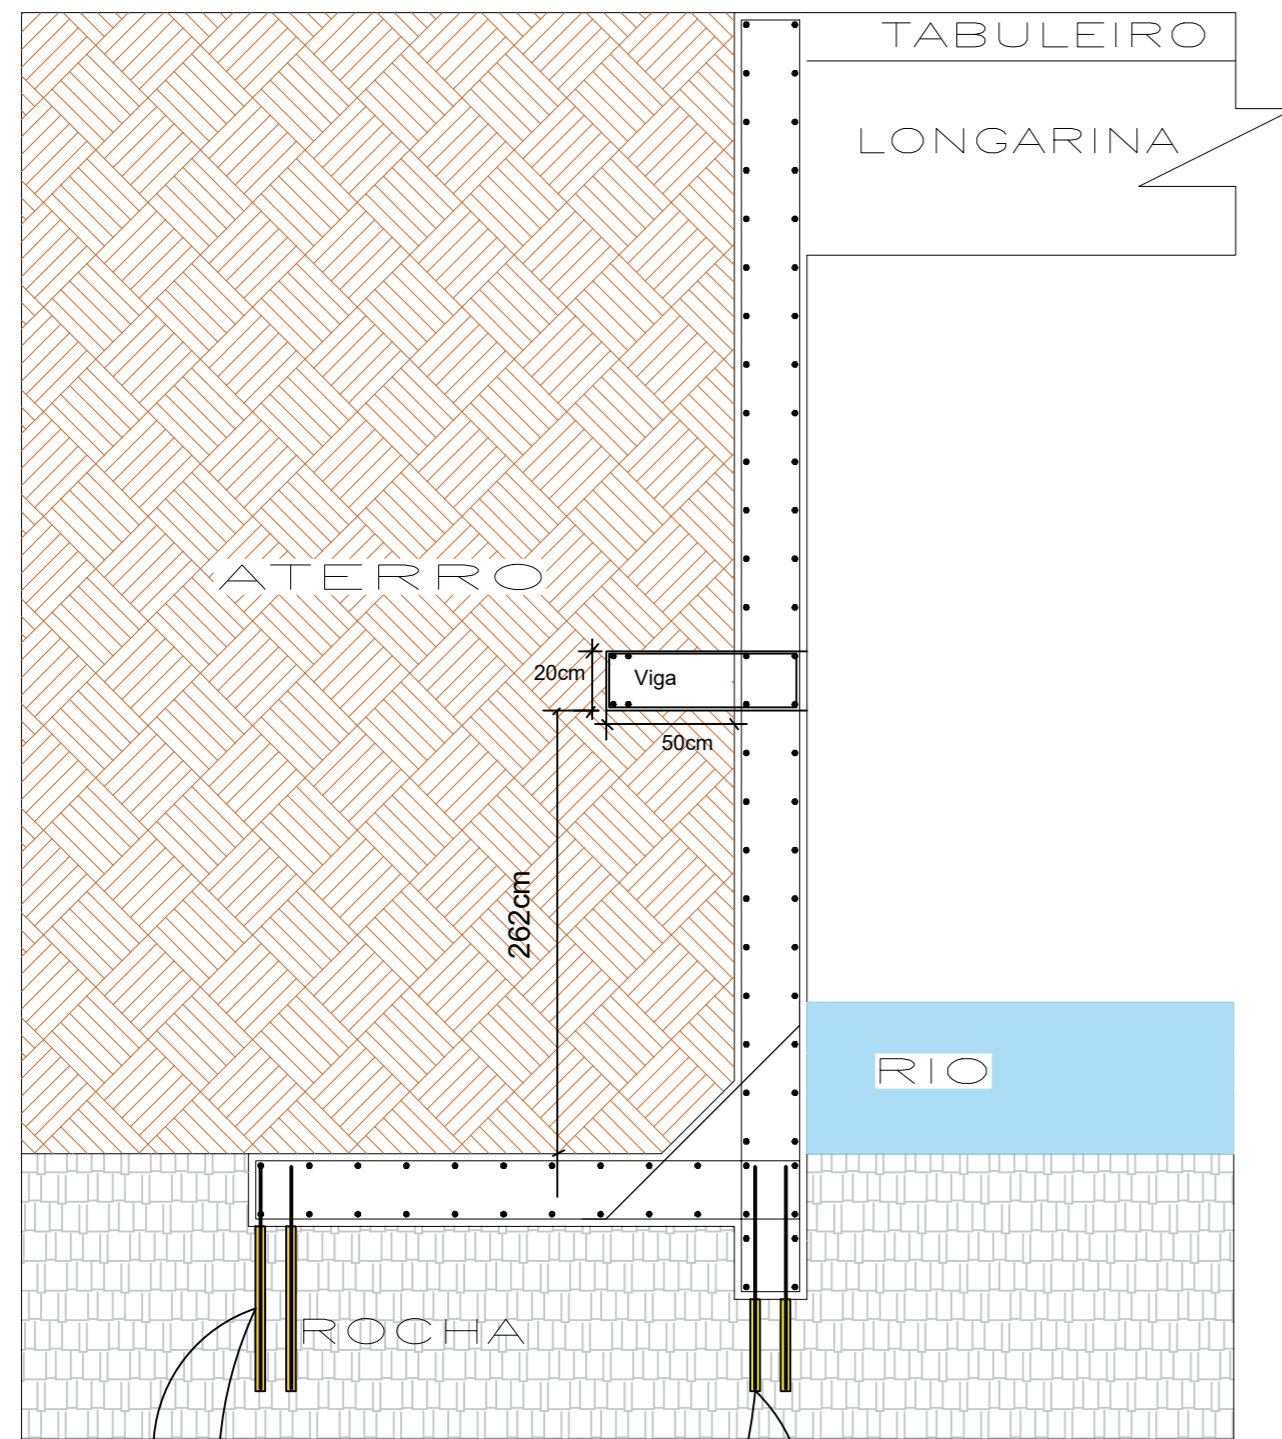 TABULEIRO
LONGARINA
ATERRO
20cm
Viga
50cm
262cm
RIO
ROCHA